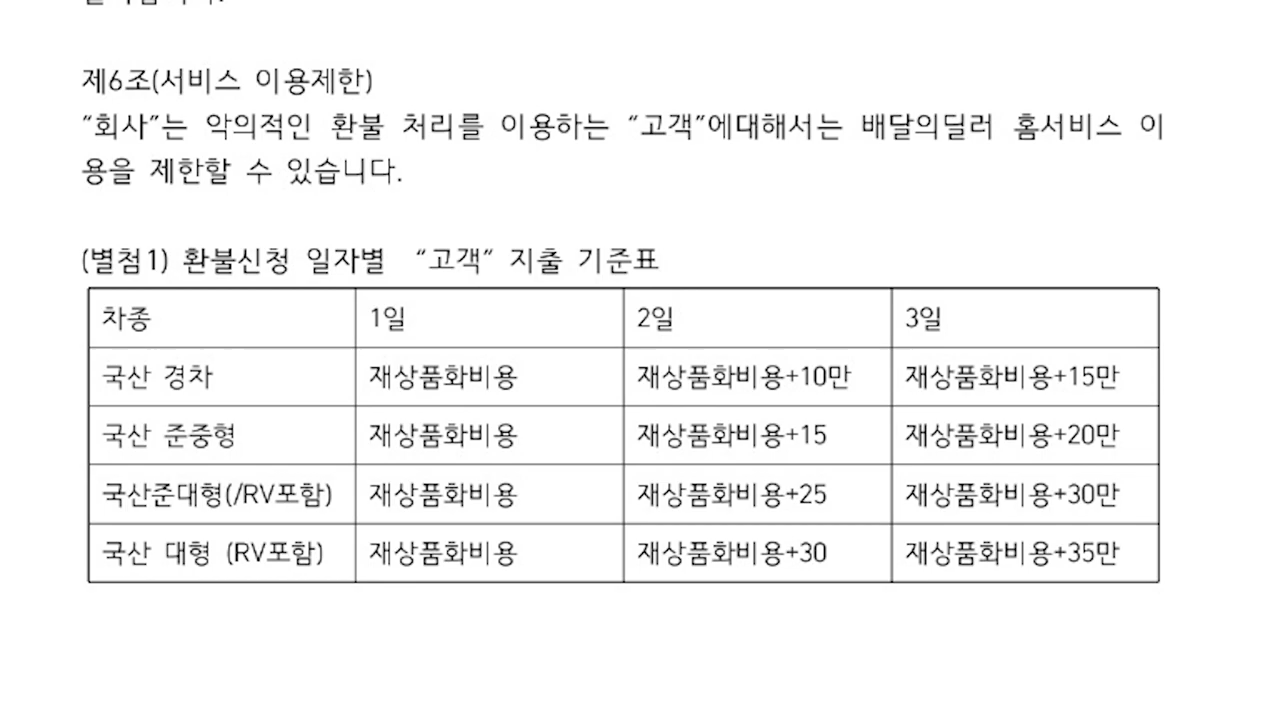 제6조(서비스 이용제한)
“회사”는 악의적인 환불 처리를 이용하는 “고객”에대해서는 배달의딜러 홈서비스 이
용을 제한할 수 있습니다.
(별첨1) 환불신청 일자별 “고객” 지출 기준표
차종 1일 2일 3일
국산 경차 재상품화비용 재상품화비용+10만 재상품화비용+15만
국산 준중형 재상품화비용 재상품화비용+15 재상품화비용+20만
국산준대형(/RV포함) 재상품화비용 재상품화비용+25 재상품화비용+30만
국산 대형 (RV포함) 재상품화비용 재상품화비용+30 재상품화비용+35만